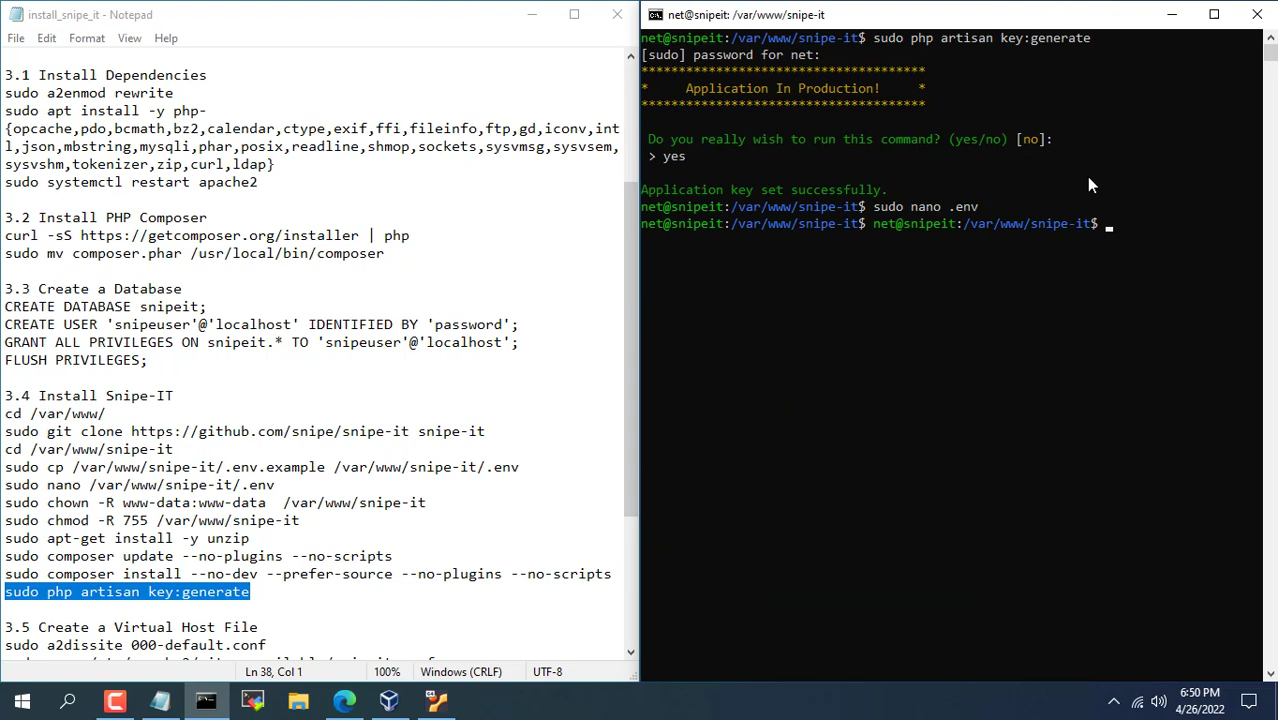 install_snipe_it - Notepad
File Edit Format View Help
3.1 Install Dependencies
sudo a2enmod rewrite
sudo apt install -y php-
{opcache,pdo,bcmath,bz2,calendar,ctype,exif,ffi,fileinfo,ftp,gd,iconv,int
l,json,mbstring,mysqli,phar,posix,readline,shmop,sockets,sysvmsg,sysvsem,
sysvshm,tokenizer,zip,curl,ldap}
sudo systemctl restart apache2
3.2 Install PHP Composer
curl -sS https://getcomposer.org/installer | php
sudo mv composer.phar /usr/local/bin/composer
3.3 Create a Database
CREATE DATABASE snipeit;
CREATE USER 'snipeuser'@'localhost' IDENTIFIED BY 'password';
GRANT ALL PRIVILEGES ON snipeit.* TO 'snipeuser'@'localhost';
FLUSH PRIVILEGES;
3.4 Install Snipe-IT
cd /var/www/
sudo git clone https://github.com/snipe/snipe-it snipe-it
cd /var/www/snipe-it
sudo cp /var/www/snipe-it/.env.example /var/www/snipe-it/.env
sudo nano /var/www/snipe-it/.env
sudo chown -R www-data:www-data  /var/www/snipe-it
sudo chmod -R 755 /var/www/snipe-it
sudo apt-get install -y unzip
sudo composer update --no-plugins --no-scripts
sudo composer install --no-dev --prefer-source --no-plugins --no-scripts
sudo php artisan key:generate
3.5 Create a Virtual Host File
sudo a2dissite 000-default.conf
Ln 38, Col 1 100% Windows (CRLF) UTF-8
net@snipeit: /var/www/snipe-it
net@snipeit:/var/www/snipe-it$ sudo php artisan key:generate
[sudo] password for net:
**************************************
*     Application In Production!     *
**************************************
Do you really wish to run this command? (yes/no) [no]:
> yes
Application key set successfully.
net@snipeit:/var/www/snipe-it$ sudo nano .env
net@snipeit:/var/www/snipe-it$ net@snipeit:/var/www/snipe-it$
6:50 PM
4/26/2022